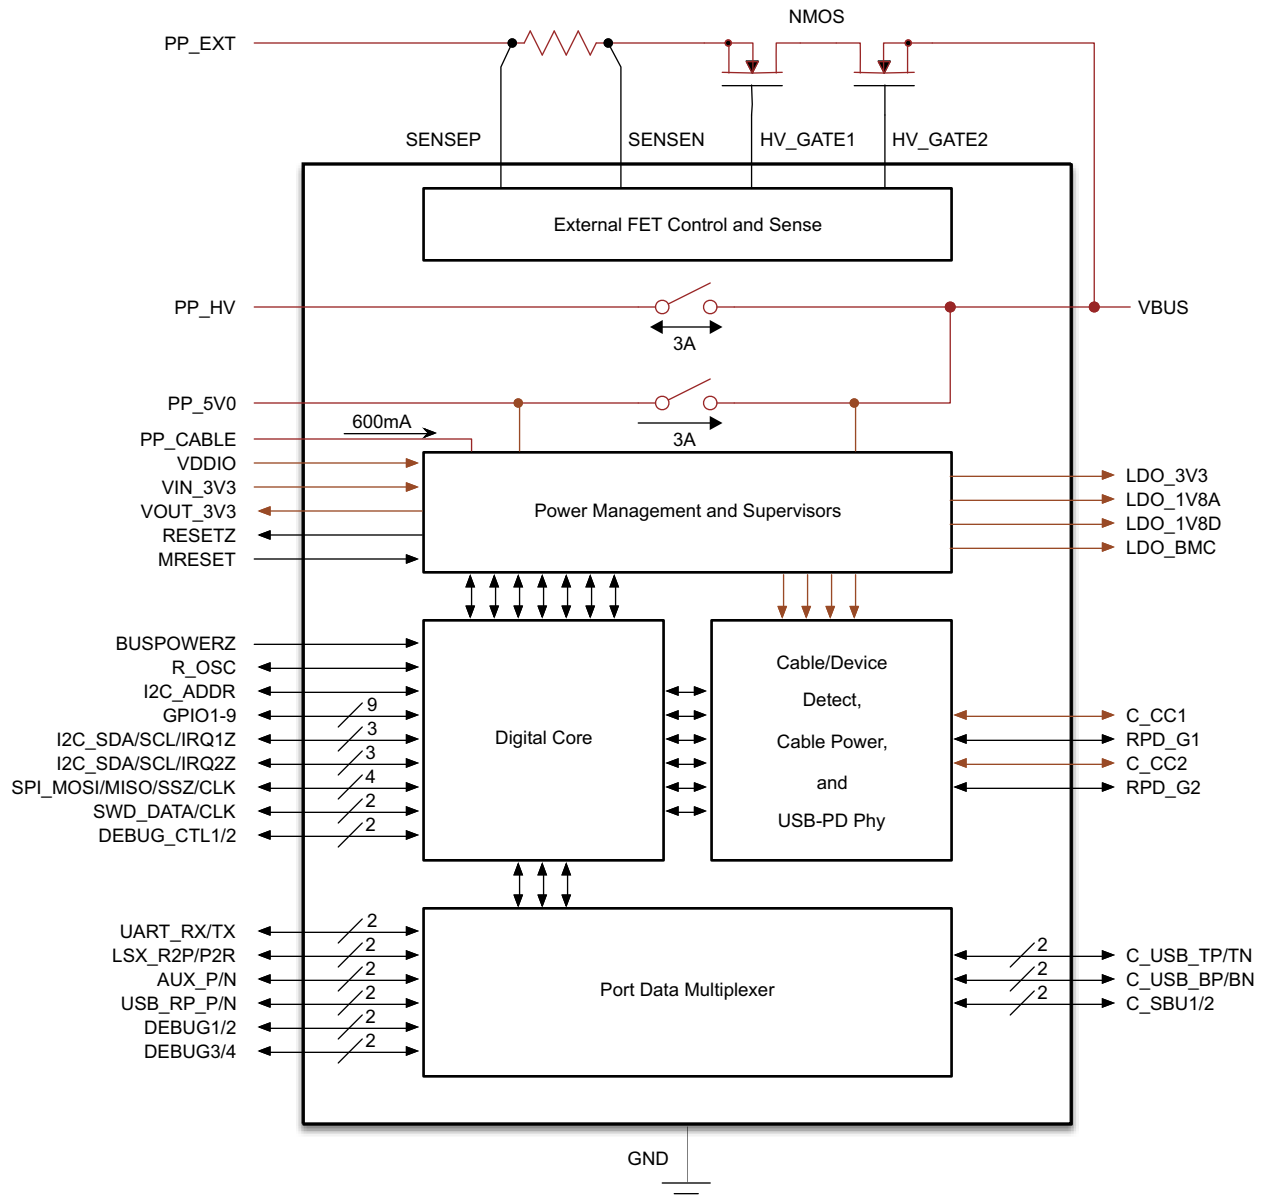 NMOS
PP_EXT
SENSEP
SENSEN
HV_GATE1
HV_GATE2
External FET Control and Sense
PP_HV
3A
VBUS
PP_5V0
600mA
3A
PP_CABLE
VDDIO
VIN_3V3
VOUT_3V3
RESETZ
MRESET
Power Management and Supervisors
LDO_3V3
LDO_1V8A
LDO_1V8D
LDO_BMC
BUSPOWERZ
R_OSC
I2C_ADDR
GPIO1-9
9
I2C_SDA/SCL/IRQ1Z
3
I2C_SDA/SCL/IRQ2Z
3
SPI_MOSI/MISO/SSZ/CLK
4
SWD_DATA/CLK
2
DEBUG_CTL1/2
2
Digital Core
Cable/Device
Detect,
Cable Power,
and
USB-PD Phy
C_CC1
RPD_G1
C_CC2
RPD_G2
UART_RX/TX
2
LSX_R2P/P2R
2
AUX_P/N
2
USB_RP_P/N
2
DEBUG1/2
2
DEBUG3/4
2
Port Data Multiplexer
2
C_USB_TP/TN
2
C_USB_BP/BN
2
C_SBU1/2
GND